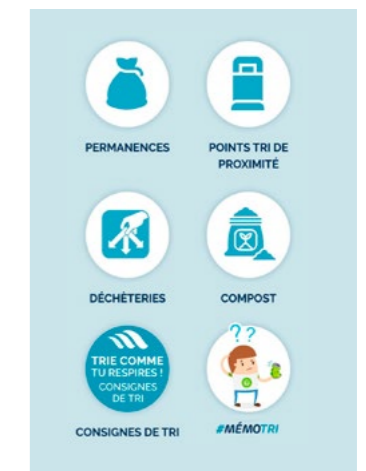 PERMANENCES
POINTS TRI DE
PROXIMITÉ
DÉCHÈTERIES
COMPOST
TRIE COMME
TU RESPIRES !
CONSIGNES
DE TRI
CONSIGNES DE TRI
? ?
#MÉMOTRI